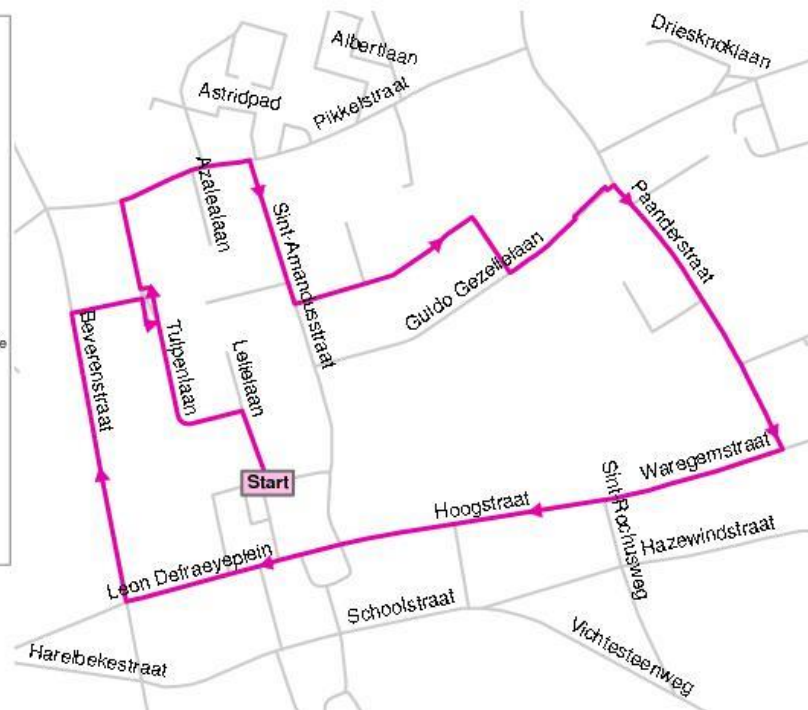 Driesknoklaan
Albertlaan
Astridpad
Pikkelstraat
Azalealaan
Paanderstraat
Sint-Amandusstraat
Guido Gezellelaan
Beverenstraat
Tulpenlaan
Lelielaan
e
Start
Waregemstraat
Sint-Rochusweg
Hoogstraat
Hazewindstraat
Leon Defraeyeplein
Schoolstraat
Harelbekestraat
Vichtesteenweg